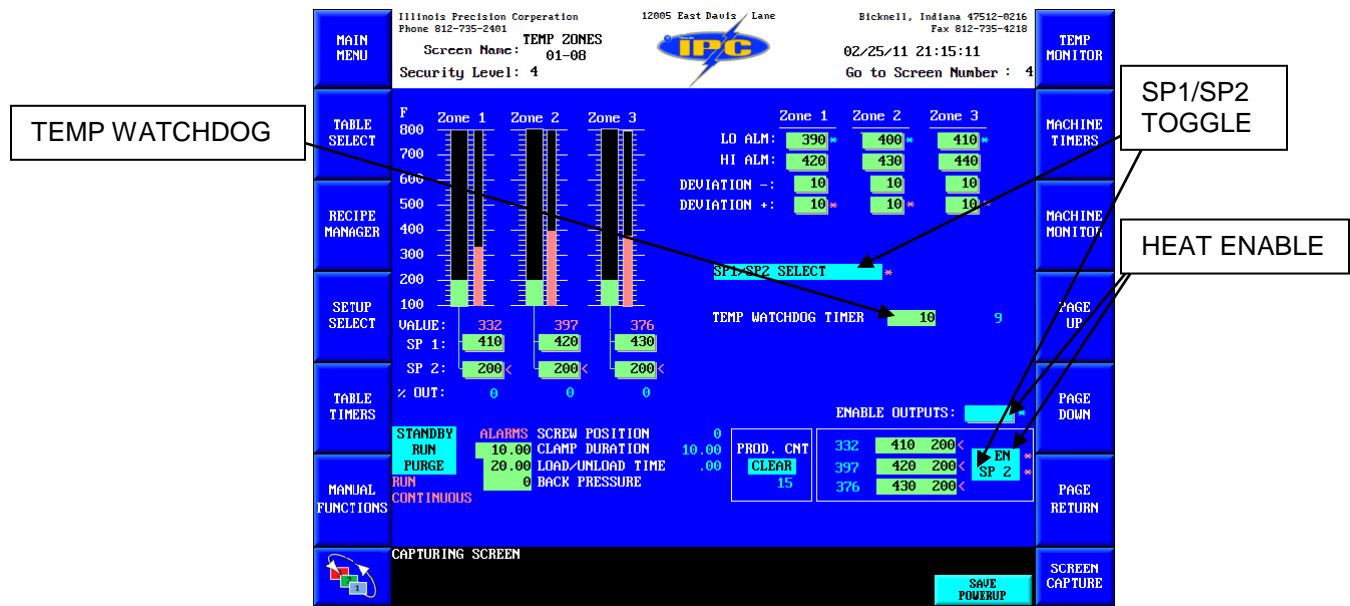 Illinois Precision Corperation 12005 East Davis Lane Bicknell, Indiana 47512-0216
Phone 812-735-2401 Fax 812-735-4218
Screen Name: TEMP ZONES
01-08
IPC
02/25/11 21:15:11
Security Level: 4 Go to Screen Number : 4
MAIN
MENU
TABLE
SELECT
RECIPE
MANAGER
SETUP
SELECT
TABLE
TIMERS
MANUAL
FUNCTIONS
1
TEMP WATCHDOG
F Zone 1 Zone 2 Zone 3
800
700
600
500
400
300
200
100
VALUE: 332 397 376
SP 1: 410 420 430
SP 2: 200< 200< 200<
% OUT: 0 0 0
Zone 1 Zone 2 Zone 3
LO ALM: 390* 400* 410*
HI ALM: 420 430 440
DEVIATION -: 10 10 10
DEVIATION +: 10* 10* 10*
SP1/SP2 SELECT *
TEMP WATCHDOG TIMER 10 9
ENABLE OUTPUTS: *
STANDBY
RUN
PURGE
RUN
CONTINUOUS
ALARMS SCREW POSITION 0
10.00 CLAMP DURATION 10.00
20.00 LOAD/UNLOAD TIME .00
0 BACK PRESSURE
PROD. CNT
CLEAR
15
332 410 200<
397 420 200<
376 430 200<
EN *
SP 2 *
CAPTURING SCREEN
SAVE
POWERUP
TEMP
MONITOR
MACHINE
TIMERS
MACHINE
MONITOR
PAGE
UP
PAGE
DOWN
PAGE
RETURN
SCREEN
CAPTURE
SP1/SP2
TOGGLE
HEAT ENABLE